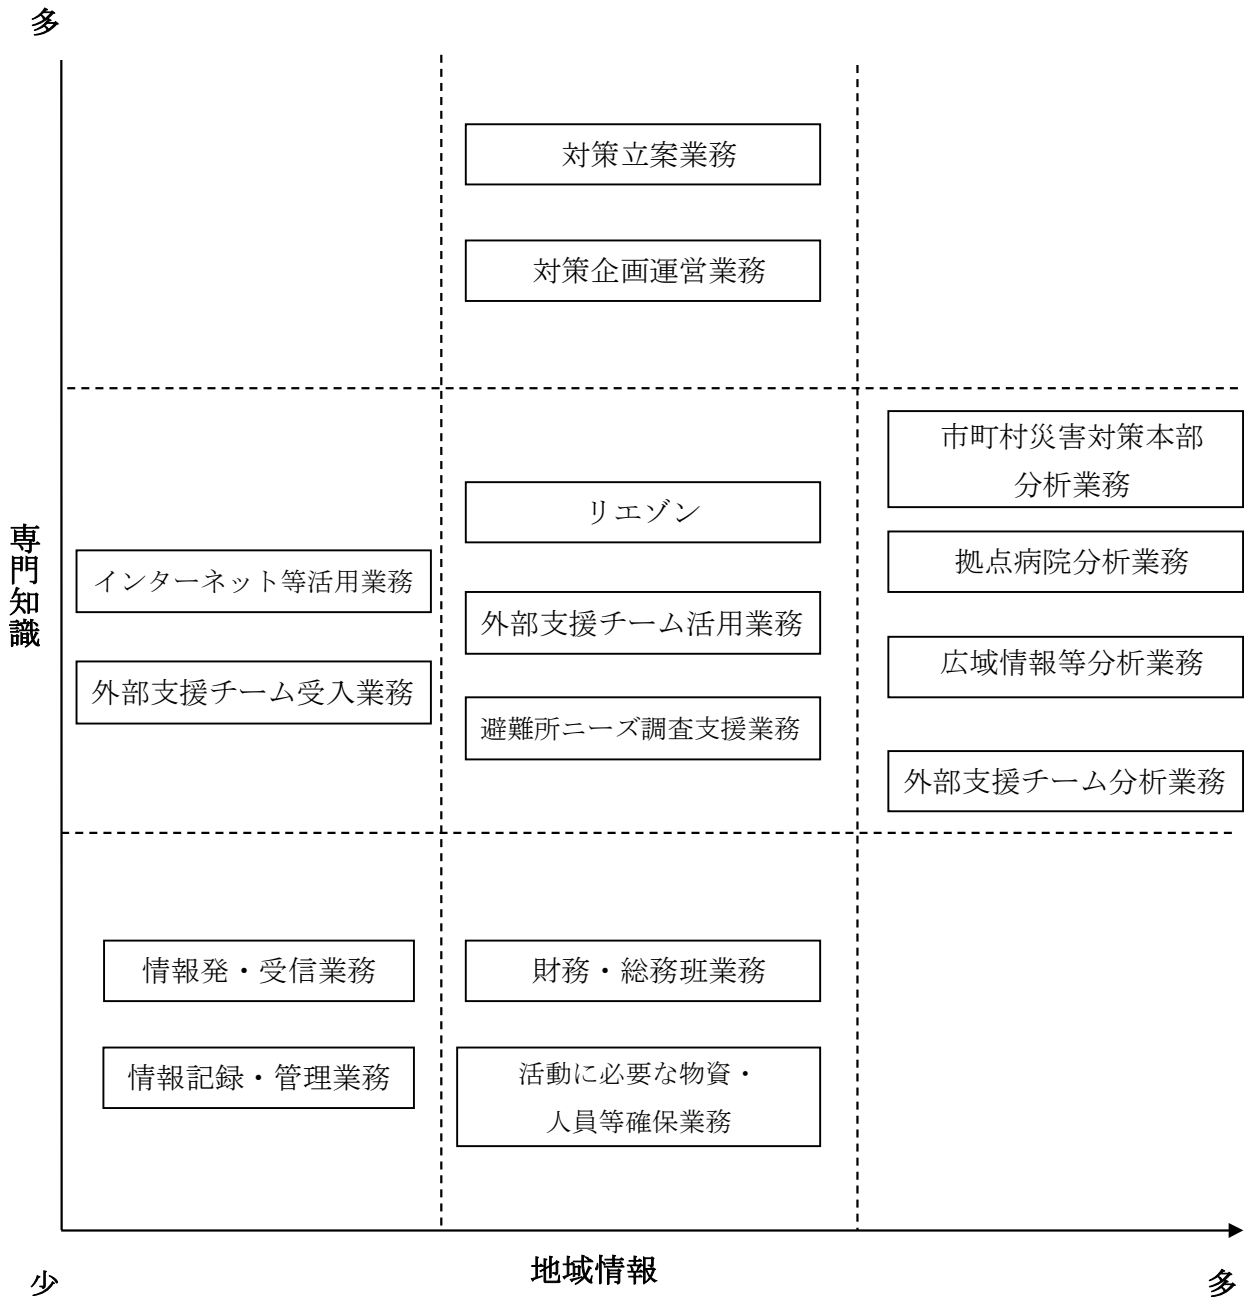 多
対策立案業務
対策企画運営業務
市町村災害対策本部
分析業務
リエゾン
専門知識
拠点病院分析業務
インターネット等活用業務
外部支援チーム活用業務
広域情報等分析業務
外部支援チーム受入業務
避難所ニーズ調査支援業務
外部支援チーム分析業務
情報発・受信業務
財務・総務班業務
情報記録・管理業務
活動に必要な物資・
人員等確保業務
地域情報
少
多